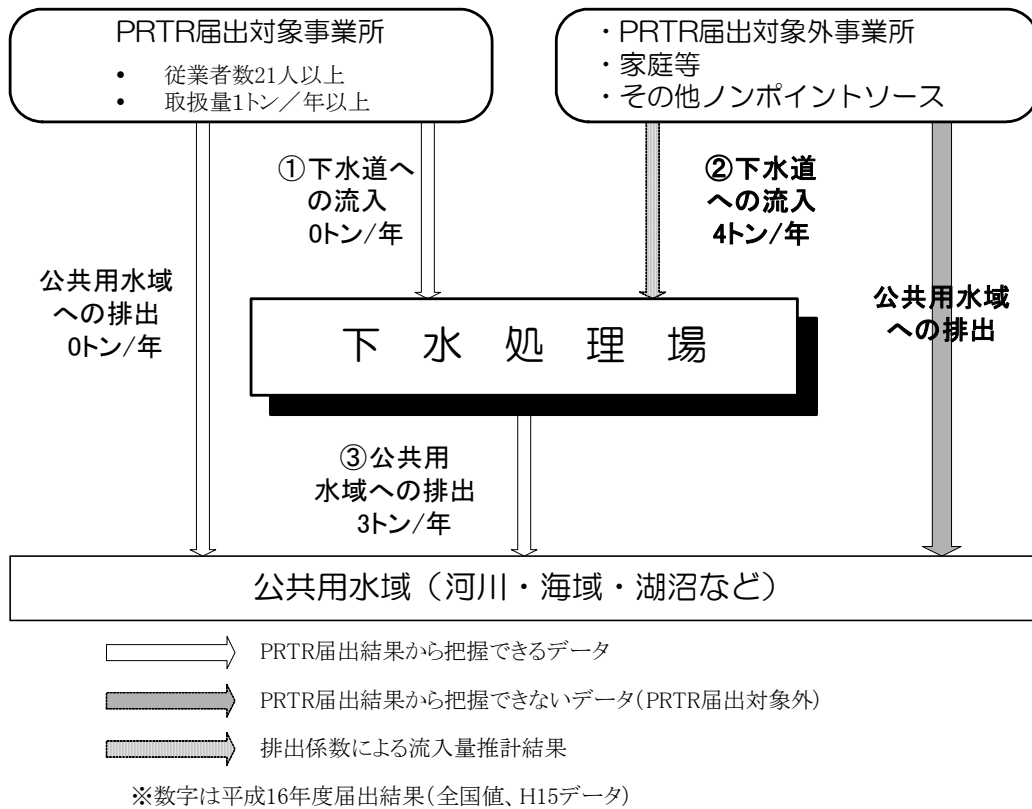 PRTR届出対象事業所
• 従業者数21人以上
• 取扱量1トン／年以上
・PRTR届出対象外事業所
・家庭等
・その他ノンポイントソース
①下水道へ
の流入
0トン/年
②下水道
への流入
4トン/年
公共用水域
への排出
0トン/年
公共用水域
への排出
下水処理場
③公共用
水域への排出
3トン/年
公共用水域（河川・海域・湖沼など）
PRTR届出結果から把握できるデータ
PRTR届出結果から把握できないデータ(PRTR届出対象外)
排出係数による流入量推計結果
※数字は平成16年度届出結果(全国値、H15データ)